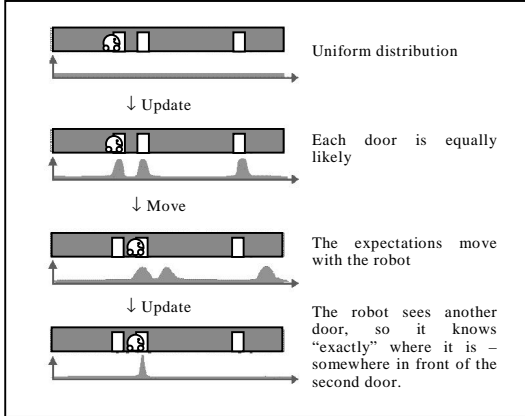 Uniform distribution
↓ Update
Each door is equally
likely
↓ Move
The expectations move
with the robot
↓ Update
The robot sees another
door, so it knows
“exactly” where it is –
somewhere in front of the
second door.